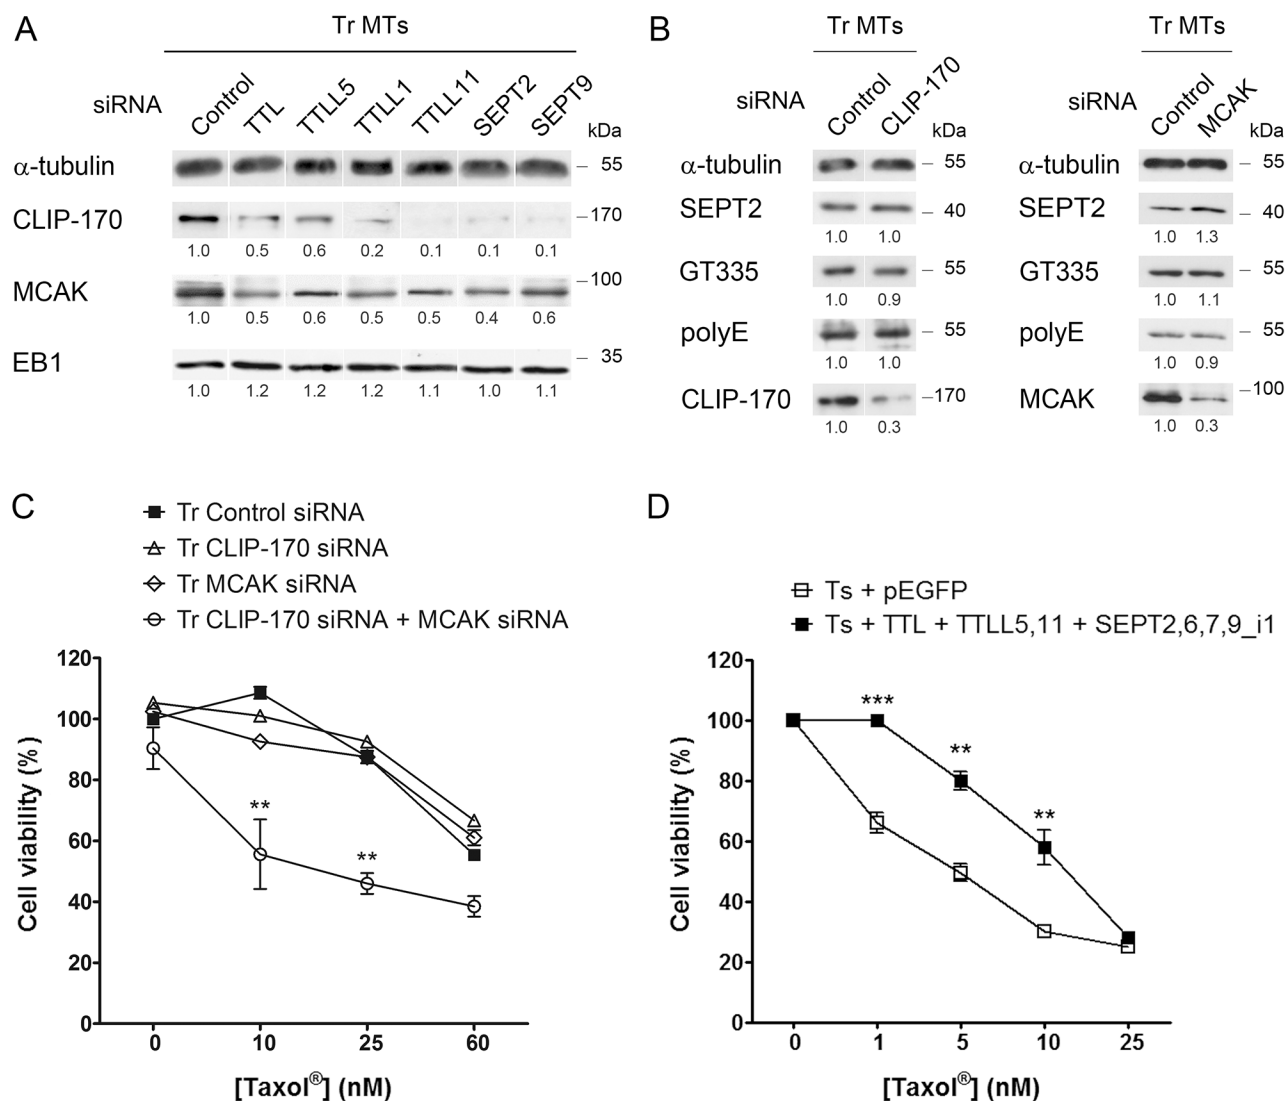 A
Tr MTs
siRNA
Control
TTL
TTLL5
TTLL1
TTLL11
SEPT2
SEPT9
kDa
α-tubulin
55
CLIP-170
170
1.0 0.5 0.6 0.2 0.1 0.1 0.1
MCAK
100
1.0 0.5 0.6 0.5 0.5 0.4 0.6
EB1
35
1.0 1.2 1.2 1.2 1.1 1.0 1.1
B
Tr MTs
siRNA
Control
CLIP-170
kDa
α-tubulin
55
SEPT2
40
1.0 1.0
GT335
55
1.0 0.9
polyE
55
1.0 1.0
CLIP-170
170
1.0 0.3
Tr MTs
siRNA
Control
MCAK
kDa
α-tubulin
55
SEPT2
40
1.0 1.3
GT335
55
1.0 1.1
polyE
55
1.0 0.9
MCAK
100
1.0 0.3
C
Tr Control siRNA
Tr CLIP-170 siRNA
Tr MCAK siRNA
Tr CLIP-170 siRNA + MCAK siRNA
Cell viability (%)
120
100
80
60
40
20
0
**
**
0 10 25 60
[Taxol®] (nM)
D
Ts + pEGFP
Ts + TTL + TTLL5,11 + SEPT2,6,7,9_i1
Cell viability (%)
120
100
80
60
40
20
0
***
**
**
0 1 5 10 25
[Taxol®] (nM)